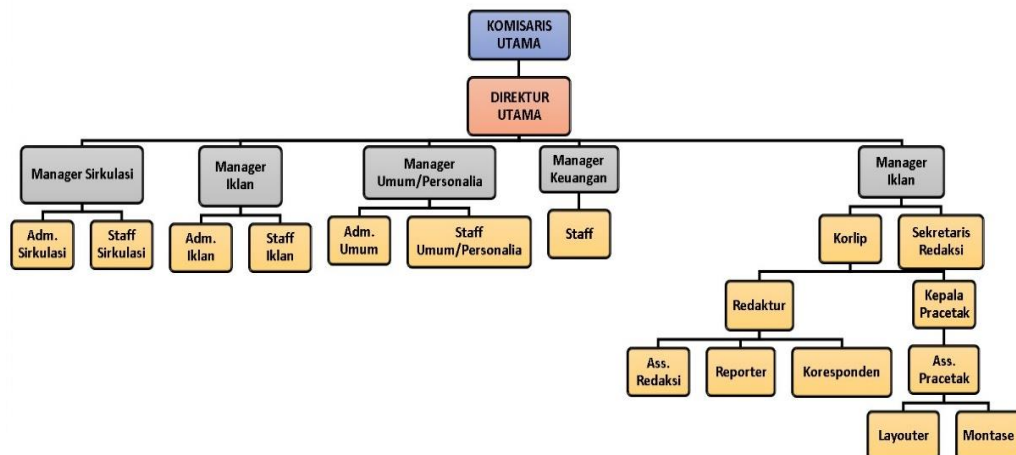 KOMISARIS
UTAMA
DIREKTUR
UTAMA
Manager Sirkulasi
Manager
Iklan
Manager
Umum/Personalia
Manager
Keuangan
Manager
Iklan
Adm.
Sirkulasi
Staff
Sirkulasi
Adm.
Iklan
Staff
Iklan
Adm.
Umum
Staff
Umum/Personalia
Staff
Korlip
Sekretaris
Redaksi
Redaktur
Kepala
Pracetak
Ass.
Redaksi
Reporter
Koresponden
Ass.
Pracetak
Layouter
Montase